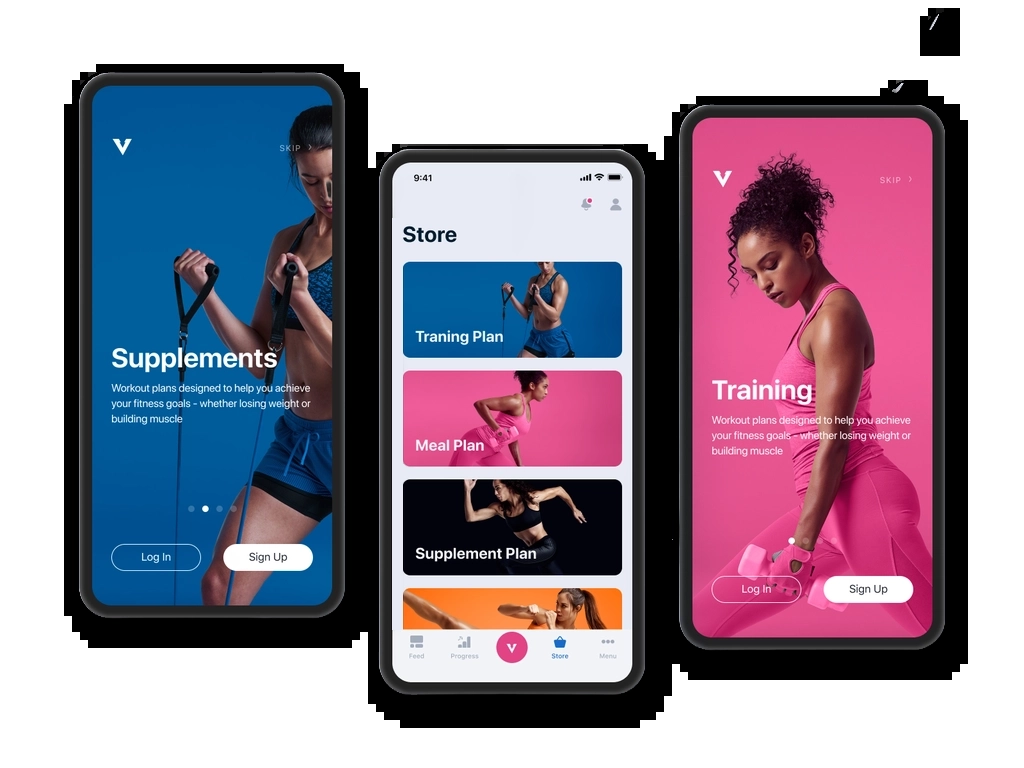 V
SKIP >
Supplements
Workout plans designed to help you achieve
your fitness goals - whether losing weight or
building muscle
Log In
Sign Up
9:41
Store
Traning Plan
Meal Plan
Supplement Plan
Feed
Progress
V
Store
Menu
V
SKIP >
Training
Workout plans designed to help you achieve
your fitness goals - whether losing weight or
building muscle
Log In
Sign Up